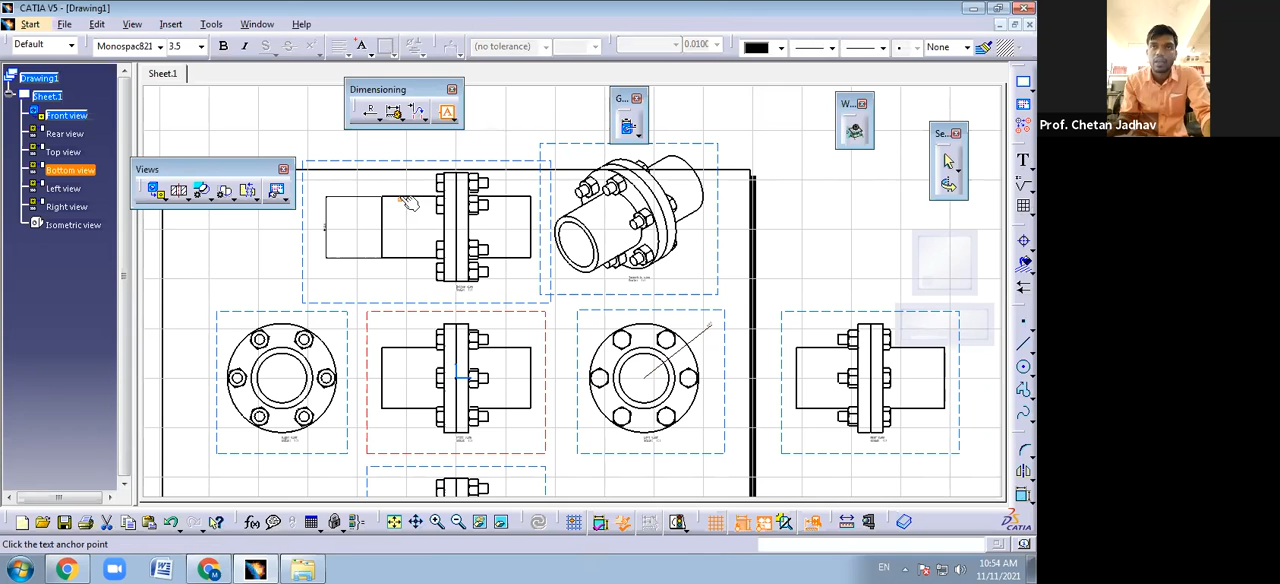 CATIA V5 - [Drawing1]
Start File Edit View Insert Tools Window Help
Default Monospac821 3.5 B I S A (no tolerance) 0.010( None
Sheet.1
Drawing1
Sheet.1
Front view
Rear view
Top view
Bottom view
Left view
Right view
Isometric view
Dimensioning
G...
W...
Se...
Views
Prof. Chetan Jadhav
Click the text anchor point
CATIA
EN
10:54 AM
11/11/2021